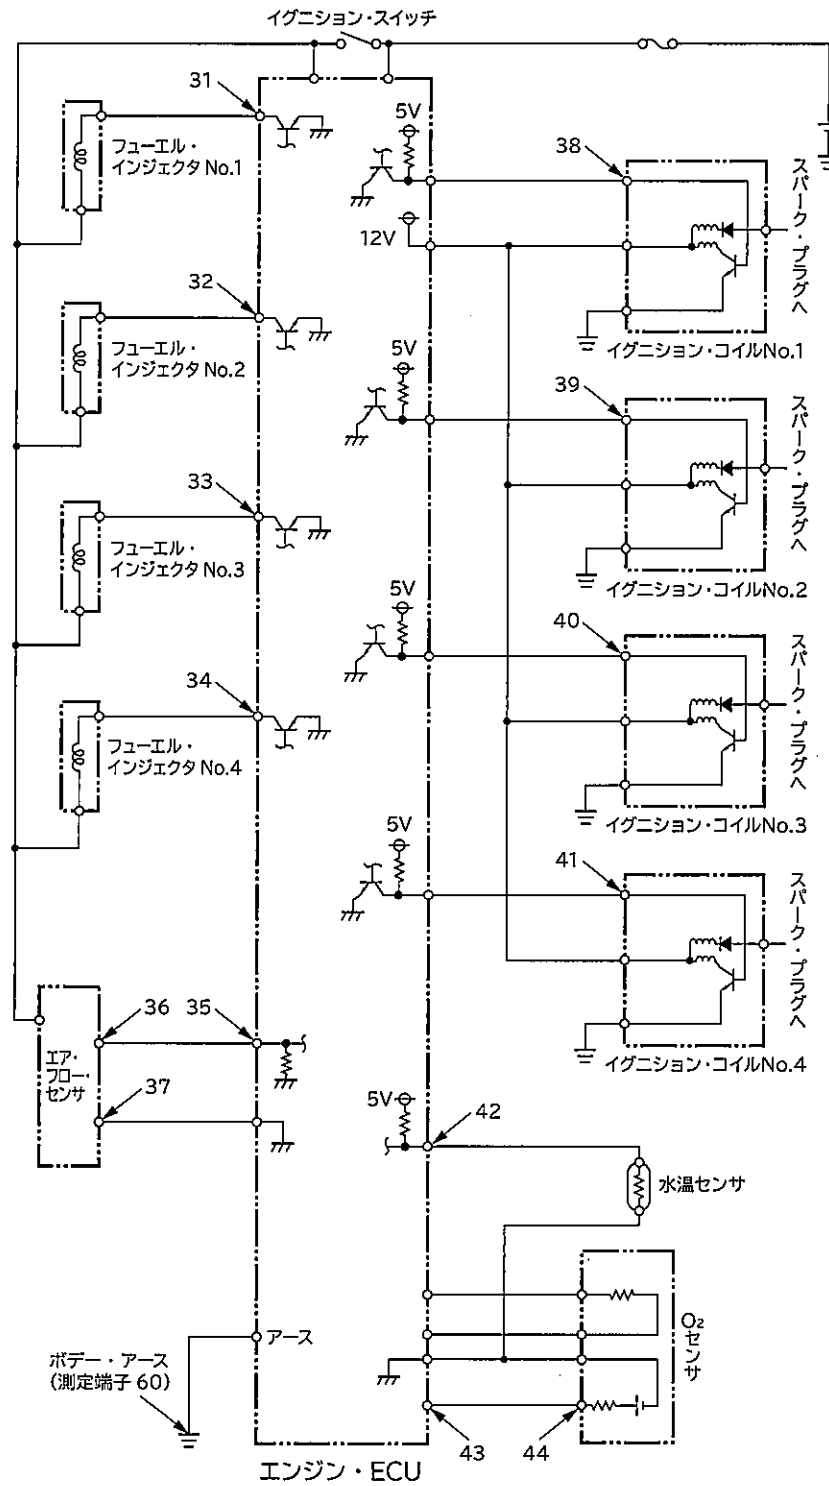 イグニション・スイッチ
31
フューエル・
インジェクタ No.1
5V
38
12V
スパーク・プラグへ
イグニション・コイルNo.1
32
フューエル・
インジェクタ No.2
5V
39
スパーク・プラグへ
イグニション・コイルNo.2
33
フューエル・
インジェクタ No.3
5V
40
スパーク・プラグへ
イグニション・コイルNo.3
34
フューエル・
インジェクタ No.4
5V
41
スパーク・プラグへ
イグニション・コイルNo.4
36
35
エア・
フロー・
センサ
37
5V
42
水温センサ
アース
O₂センサ
ボデー・アース
(測定端子 60)
43
44
エンジン・ECU